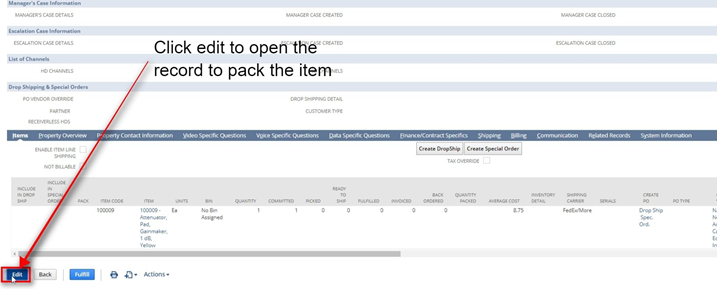 Manager's Case Information
MANAGER'S CASE DETAILS MANAGER'S CASE CREATED MANAGER'S CASE CLOSED
Escalation Case Information
ESCALATION CASE DETAILS ESCALATION CASE CREATED ESCALATION CASE CLOSED
Click edit to open the
record to pack the item
List of Channels
HD CHANNELS
Drop Shipping & Special Orders
PO VENDOR OVERRIDE DROP SHIPPING DETAIL
PARTNER CUSTOMER TYPE
RECEIVERLESS HDS
Items Property Overview Property Contact Information Video Specific Questions Voice Specific Questions Data Specific Questions Finance/Contract Specifics Shipping Billing Communication Related Records System Information
ENABLE ITEM LINE Create DropShip Create Special Order
SHIPPING TAX OVERRIDE
NOT BILLABLE
INCLUDE IN DROP SHIP INCLUDE IN SPECIAL ORDER PACK ITEM CODE ITEM UNITS BIN QUANTITY COMMITTED PICKED READY TO SHIP FULFILLED INVOICED BACK ORDERED QUANTITY PACKED AVERAGE COST INVENTORY DETAIL SHIPPING CARRIER SERIALS CREATE PO PO TYPE
100009 100009 - Ea No Bin 1 1 0 0 0 0 0 0 8.75 FedEx/More Drop Ship
Attenuator, Assigned Spec.
Pad, Ord.
Gainmaker,
1 dB,
Yellow
Edit Back Fulfill Actions